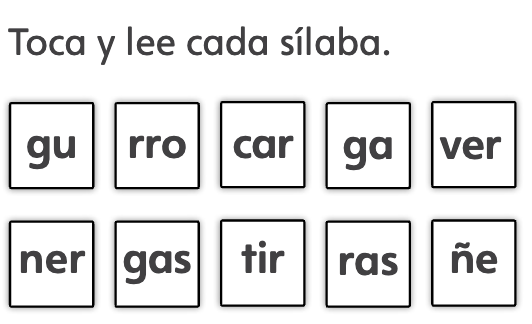 Toca y lee cada sílaba.
gu rro car ga ver
ner gas tir ras ñe